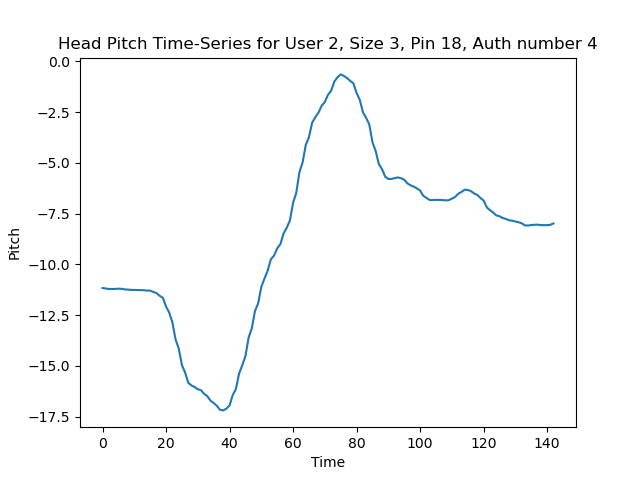 Head Pitch Time-Series for User 2, Size 3, Pin 18, Auth number 4
0.0
−2.5
−5.0
−7.5
−10.0
−12.5
−15.0
−17.5
Pitch
0 20 40 60 80 100 120 140
Time